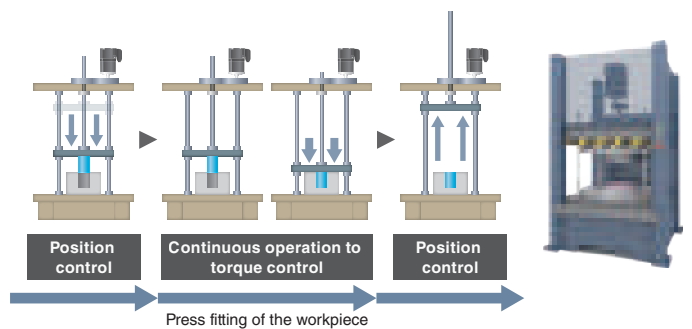 Position
control
Continuous operation to
torque control
Position
control
Press fitting of the workpiece